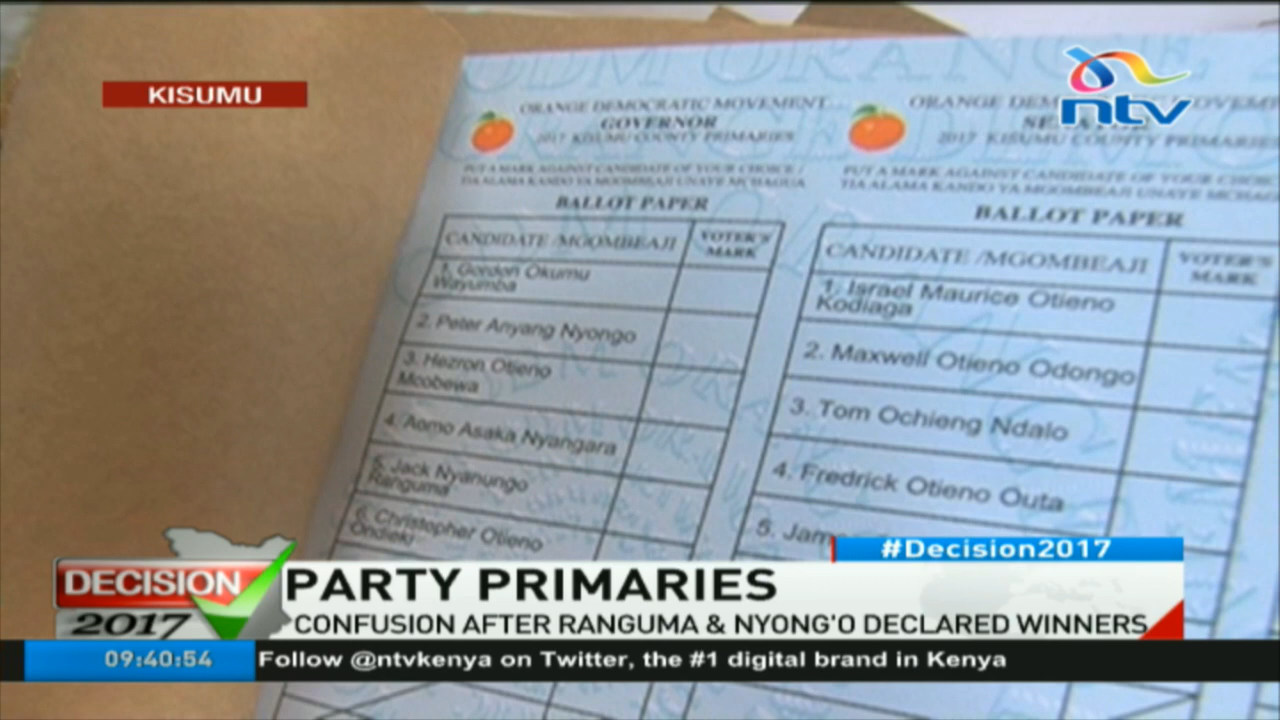 KISUMU
ntv
ODM ORANGE
ORANGE DEMOCRATIC MOVEMENT
GOVERNOR
2017 KISUMU COUNTY PRIMARIES
PUT A MARK AGAINST CANDIDATE OF YOUR CHOICE /
TIA ALAMA KANDO YA MGOMBEAJI UNAYE MCHAGUA
BALLOT PAPER
CANDIDATE /MGOMBEAJI
VOTER'S
MARK
1. Gordon Okumu
Wayumba
2. Peter Anyang Nyongo
3. Hezron Otieno
Mcobewa
4. Aomo Asaka Nyangara
5. Jack Nyanungo
Ranguma
6. Christopher Otieno
Ondieki
ORANGE DEM
2017 KISUMU COUNTY PRIMARIES
PUT A MARK AGAINST CANDIDATE OF YOUR CHOICE
TIA ALAMA KANDO YA MGOMBEAJI UNAYE
BALLOT PAPER
CANDIDATE /MGOMBEAJI
VOTER'S
MARK
1. Israel Maurice Otieno
Kodiaga
2. Maxwell Otieno Odongo
3. Tom Ochieng Ndalo
4. Fredrick Otieno Outa
5. Jam
#Decision2017
DECISION
2017
PARTY PRIMARIES
CONFUSION AFTER RANGUMA & NYONG'O DECLARED WINNERS
09:40:54
Follow @ntvkenya on Twitter, the #1 digital brand in Kenya